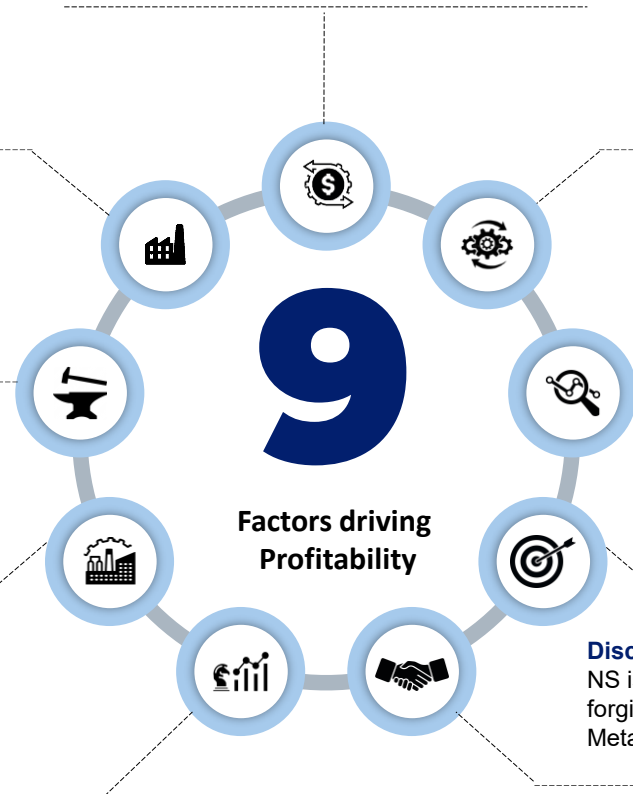 $
9
Factors driving
Profitability
Disc
NS i
forgi
Meta